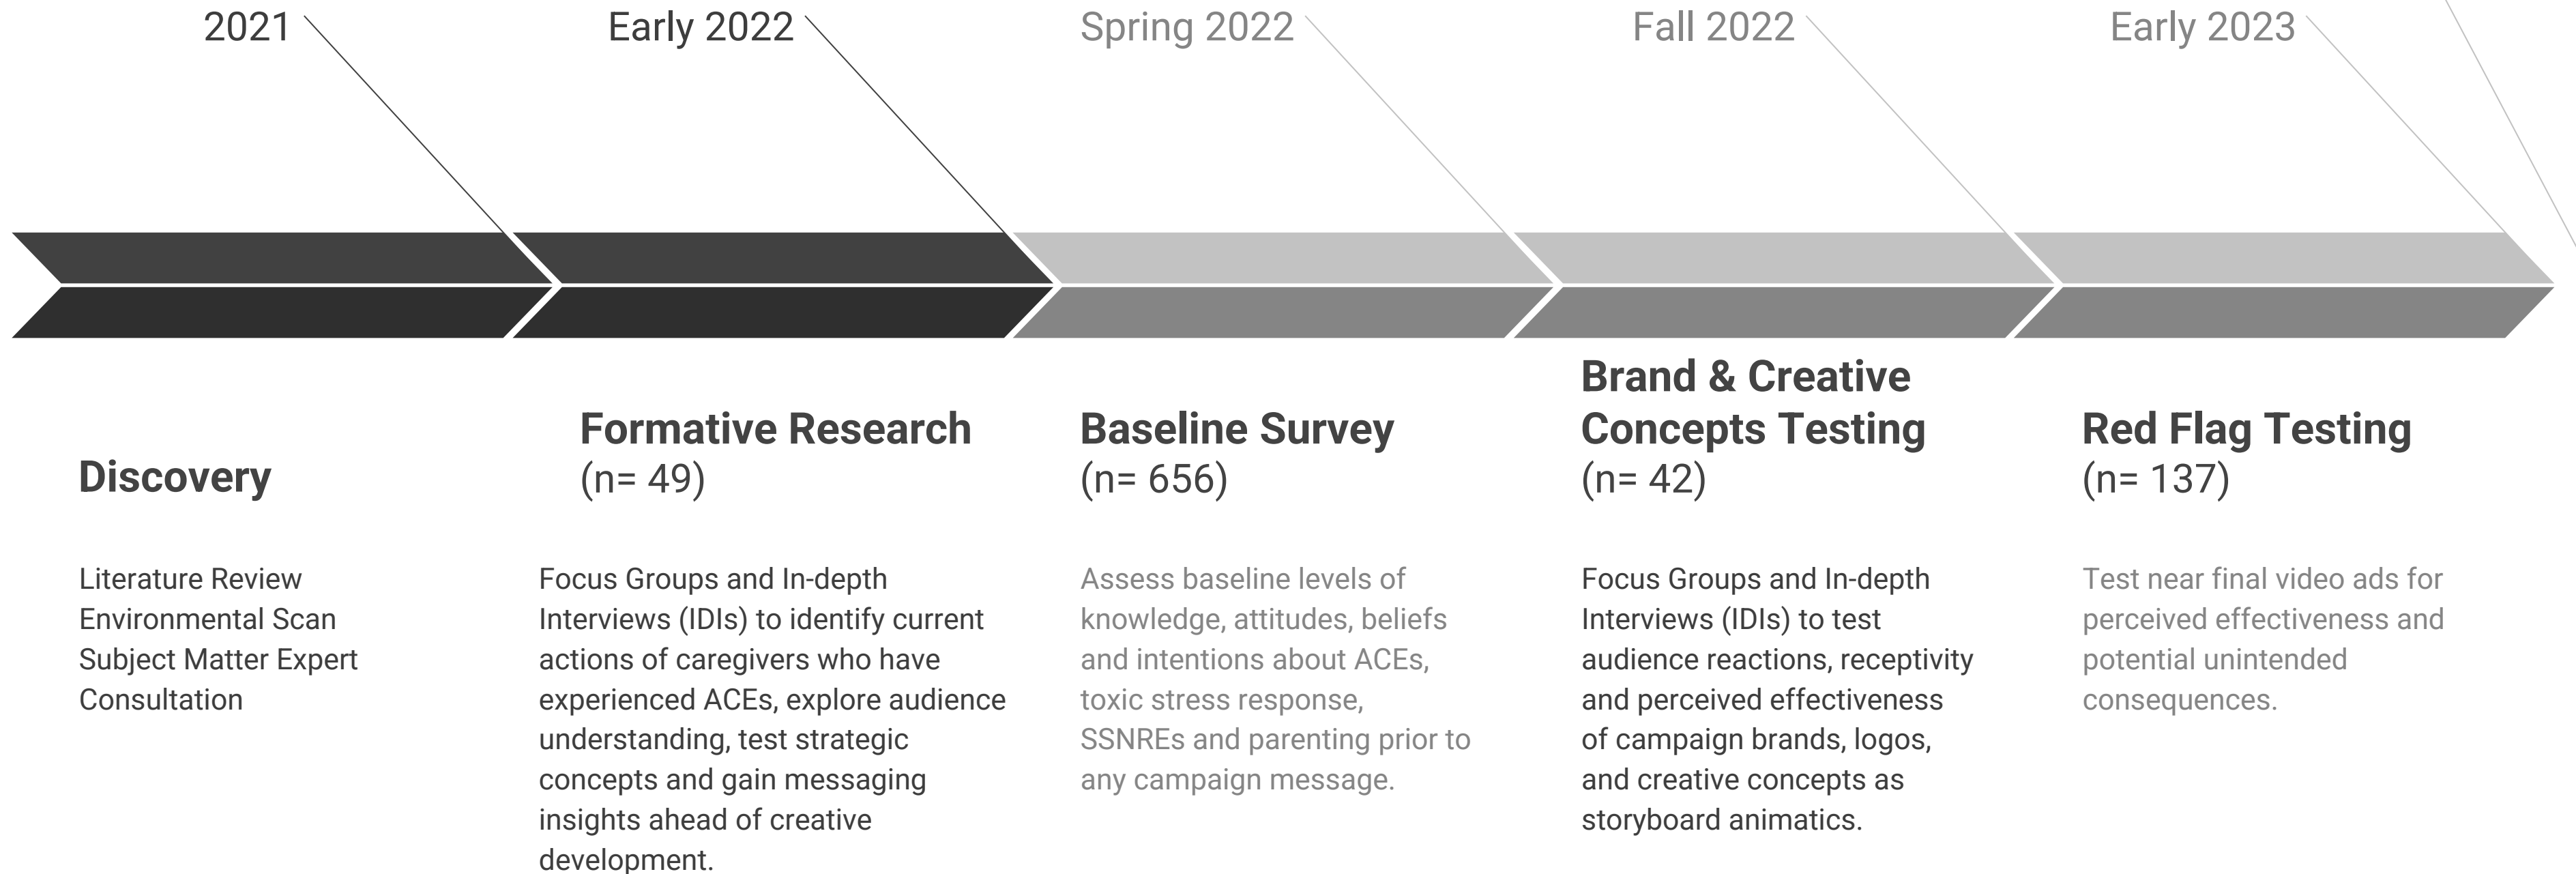 2021
Early 2022
Spring 2022
Fall 2022
Early 2023
Discovery
Literature Review
Environmental Scan
Subject Matter Expert
Consultation
Formative Research
(n= 49)
Focus Groups and In-depth
Interviews (IDIs) to identify current
actions of caregivers who have
experienced ACEs, explore audience
understanding, test strategic
concepts and gain messaging
insights ahead of creative
development.
Baseline Survey
(n= 656)
Assess baseline levels of
knowledge, attitudes, beliefs
and intentions about ACEs,
toxic stress response,
SSNREs and parenting prior to
any campaign message.
Brand & Creative
Concepts Testing
(n= 42)
Focus Groups and In-depth
Interviews (IDIs) to test
audience reactions, receptivity
and perceived effectiveness
of campaign brands, logos,
and creative concepts as
storyboard animatics.
Red Flag Testing
(n= 137)
Test near final video ads for
perceived effectiveness and
potential unintended
consequences.